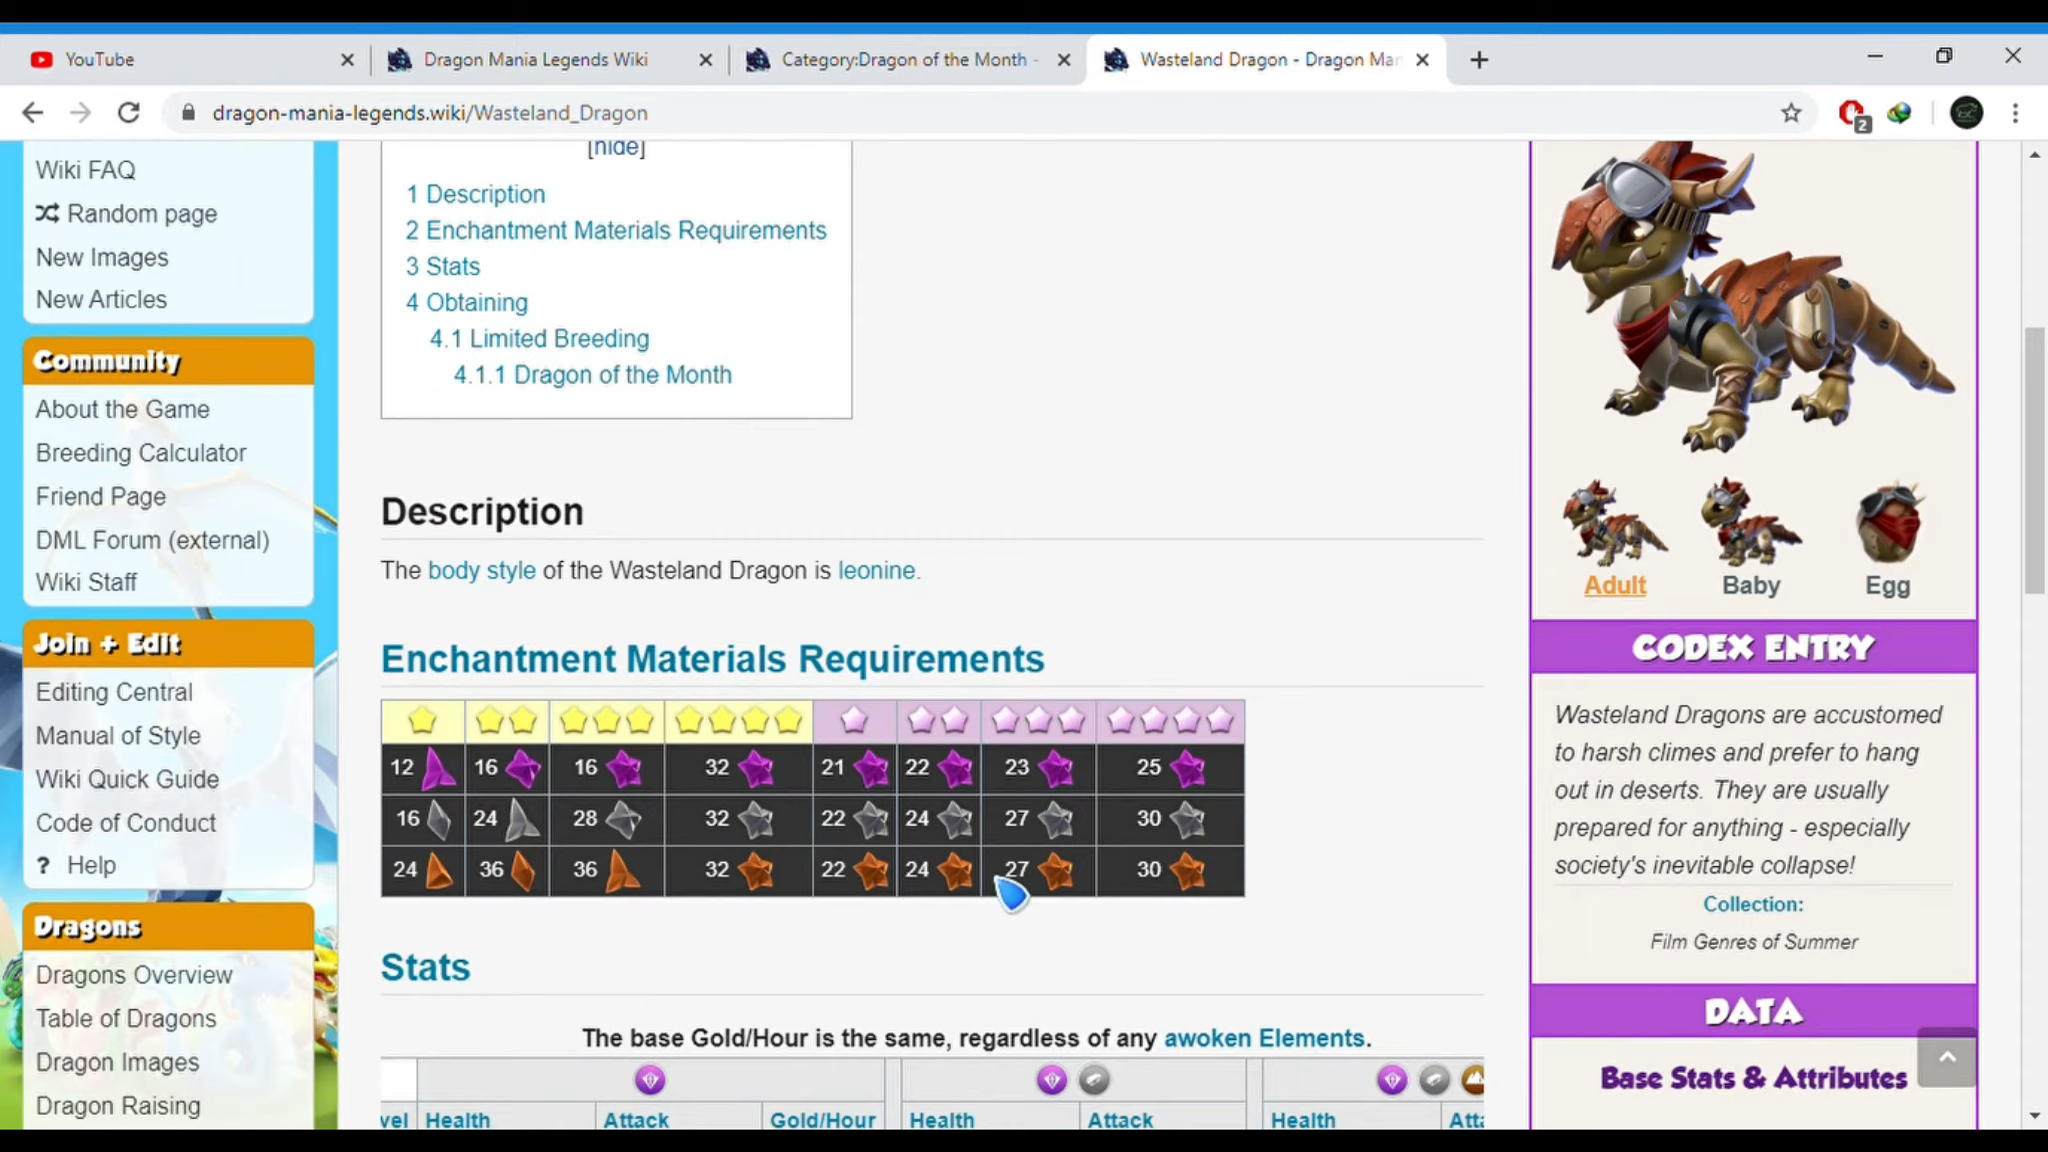 YouTube
Dragon Mania Legends Wiki
Category:Dragon of the Month -
Wasteland Dragon - Dragon Mar
dragon-mania-legends.wiki/Wasteland_Dragon
2
Wiki FAQ
Random page
New Images
New Articles
Community
About the Game
Breeding Calculator
Friend Page
DML Forum (external)
Wiki Staff
Join + Edit
Editing Central
Manual of Style
Wiki Quick Guide
Code of Conduct
? Help
Dragons
Dragons Overview
Table of Dragons
Dragon Images
Dragon Raising
[hide]
1 Description
2 Enchantment Materials Requirements
3 Stats
4 Obtaining
4.1 Limited Breeding
4.1.1 Dragon of the Month
Description
The body style of the Wasteland Dragon is leonine.
Enchantment Materials Requirements
12 16 16 32 21 22 23 25
16 24 28 32 22 24 27 30
24 36 36 32 22 24 27 30
Stats
The base Gold/Hour is the same, regardless of any awoken Elements.
vel Health Attack Gold/Hour Health Attack Health Atta
Adult Baby Egg
CODEX ENTRY
Wasteland Dragons are accustomed
to harsh climes and prefer to hang
out in deserts. They are usually
prepared for anything - especially
society's inevitable collapse!
Collection:
Film Genres of Summer
DATA
Base Stats & Attributes